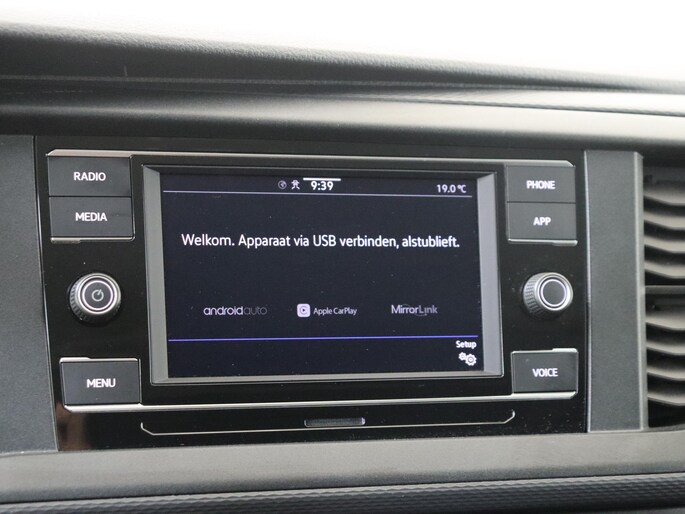 RADIO
MEDIA
MENU
9:39
19.0 °C
Welkom. Apparaat via USB verbinden, alstublieft.
androidauto
Apple CarPlay
MirrorLink
Setup
PHONE
APP
VOICE